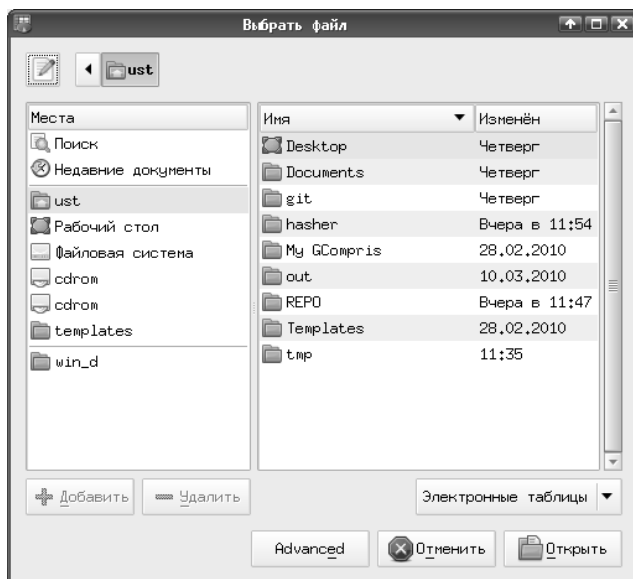 Выбрать файл
ust
Места
Поиск
Недавние документы
ust
Рабочий стол
Файловая система
cdrom
cdrom
templates
win_d
Имя Изменён
Desktop Четверг
Documents Четверг
git Четверг
hasher Вчера в 11:54
My GCompris 28.02.2010
out 10.03.2010
REPO Вчера в 11:47
Templates 28.02.2010
tmp 11:35
Добавить Удалить Электронные таблицы
Advanced Отменить Открыть